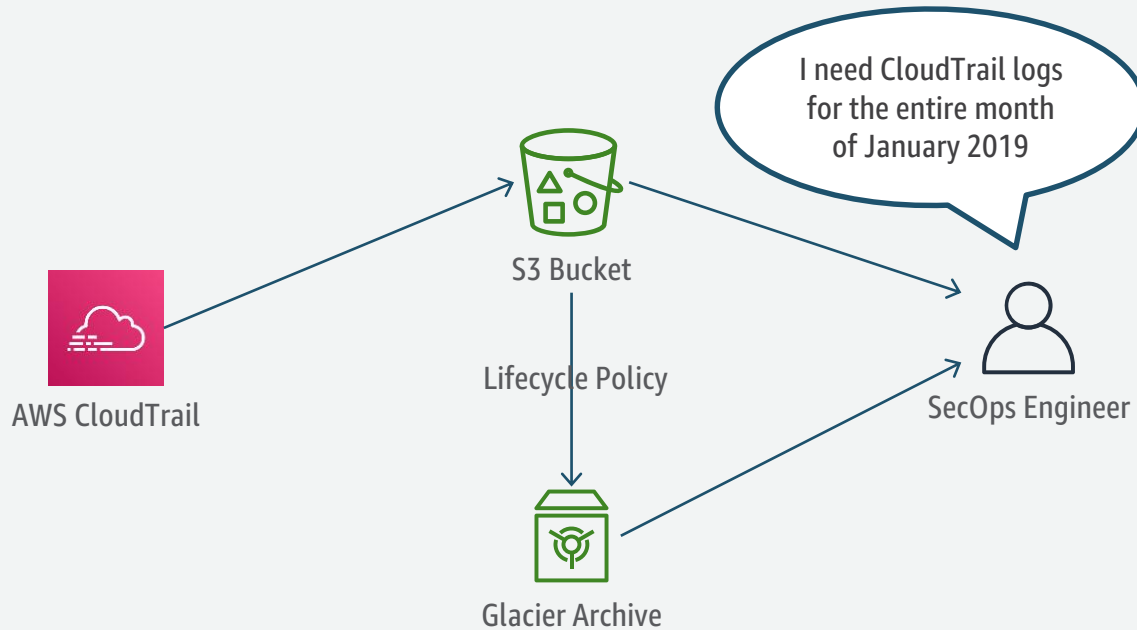 I need CloudTrail logs
for the entire month
of January 2019
S3 Bucket
AWS CloudTrail
Lifecycle Policy
SecOps Engineer
Glacier Archive